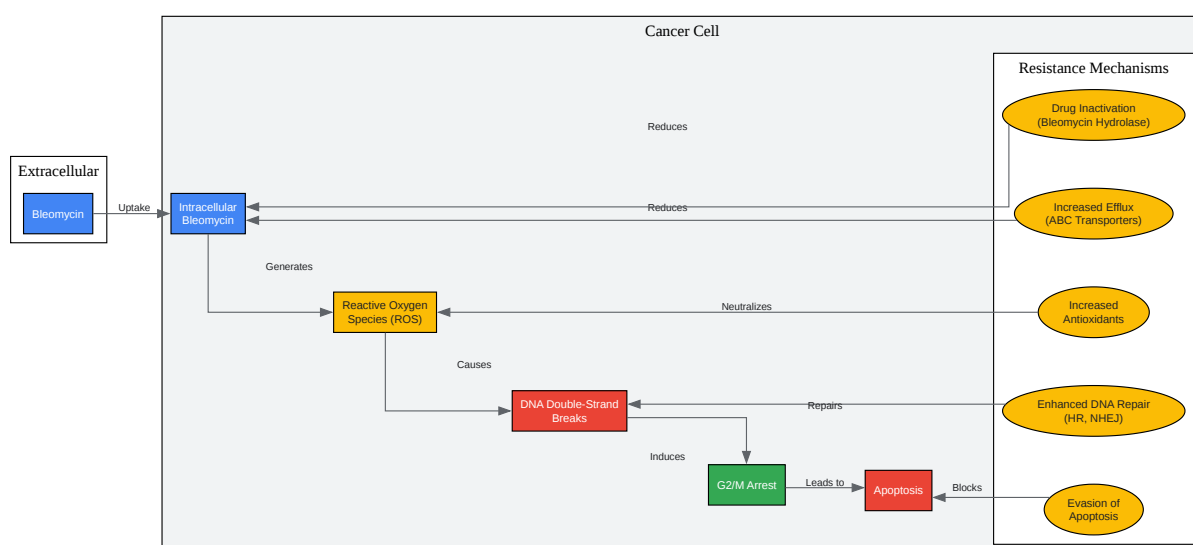 Cancer Cell
Resistance Mechanisms
Drug Inactivation
(Bleomycin Hydrolase)
Reduces
Extracellular
Bleomycin
Uptake
Intracellular
Bleomycin
Reduces
Increased Efflux
(ABC Transporters)
Generates
Reactive Oxygen
Species (ROS)
Neutralizes
Increased
Antioxidants
Causes
DNA Double-Strand
Breaks
Repairs
Enhanced DNA Repair
(HR, NHEJ)
Induces
G2/M Arrest
Leads to
Apoptosis
Blocks
Evasion of
Apoptosis